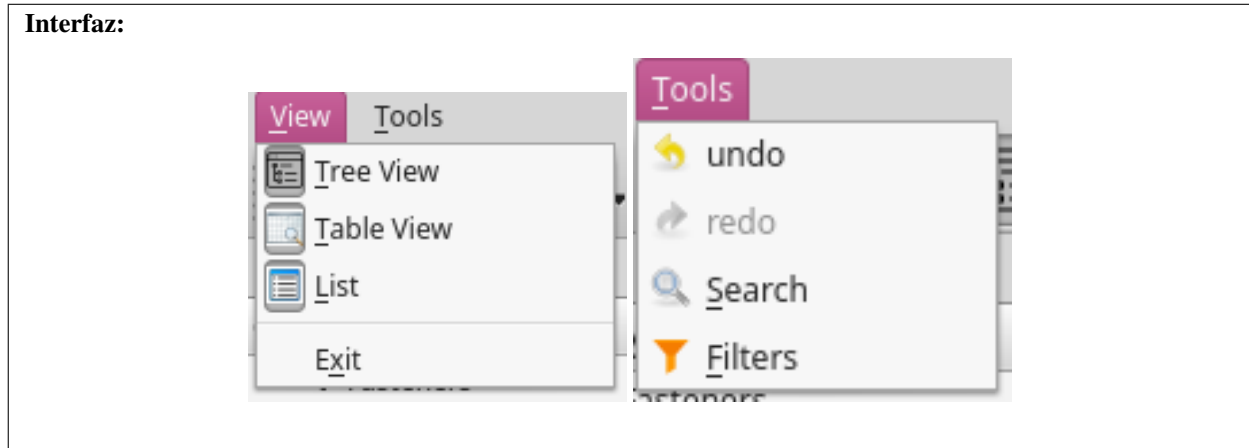 Interfaz:
View Tools
Tree View
Table View
List
Exit
Tools
undo
redo
Search
Filters